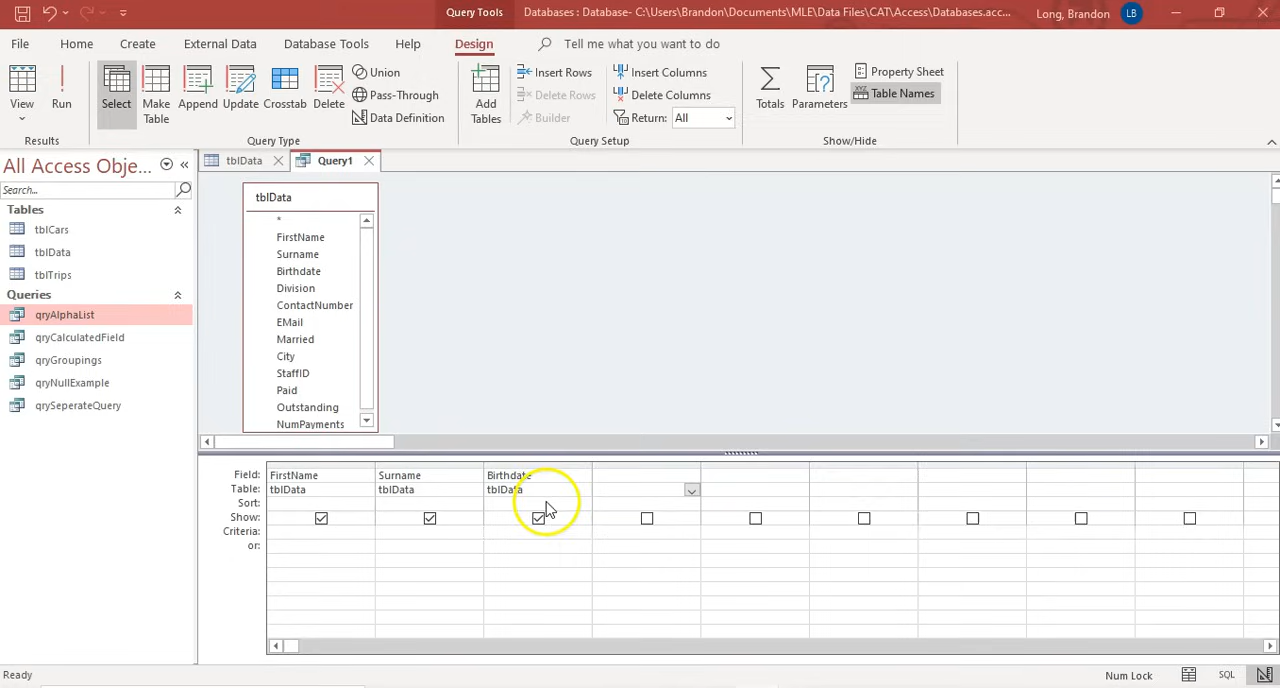 Query Tools
Databases : Database- C:\Users\Brandon\Documents\MLE\Data Files\CAT\Access\Databases.acc...
Long, Brandon
LB
File
Home
Create
External Data
Database Tools
Help
Design
Tell me what you want to do
View
Run
Select
Make Table
Append
Update
Crosstab
Delete
Union
Pass-Through
Data Definition
Add Tables
Insert Rows
Delete Rows
Builder
Insert Columns
Delete Columns
Return: All
Totals
Parameters
Property Sheet
Table Names
Results
Query Type
Query Setup
Show/Hide
All Access Obje...
Search...
Tables
tblCars
tblData
tblTrips
Queries
qryAlphaList
qryCalculatedField
qryGroupings
qryNullExample
qrySeperateQuery
tblData
Query1
tblData
*
FirstName
Surname
Birthdate
Division
ContactNumber
EMail
Married
City
StaffID
Paid
Outstanding
NumPayments
Field: FirstName Surname Birthdate
Table: tblData tblData tblData
Sort:
Show:
Criteria:
or:
Ready
Num Lock
SQL